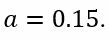 a = 0.15.